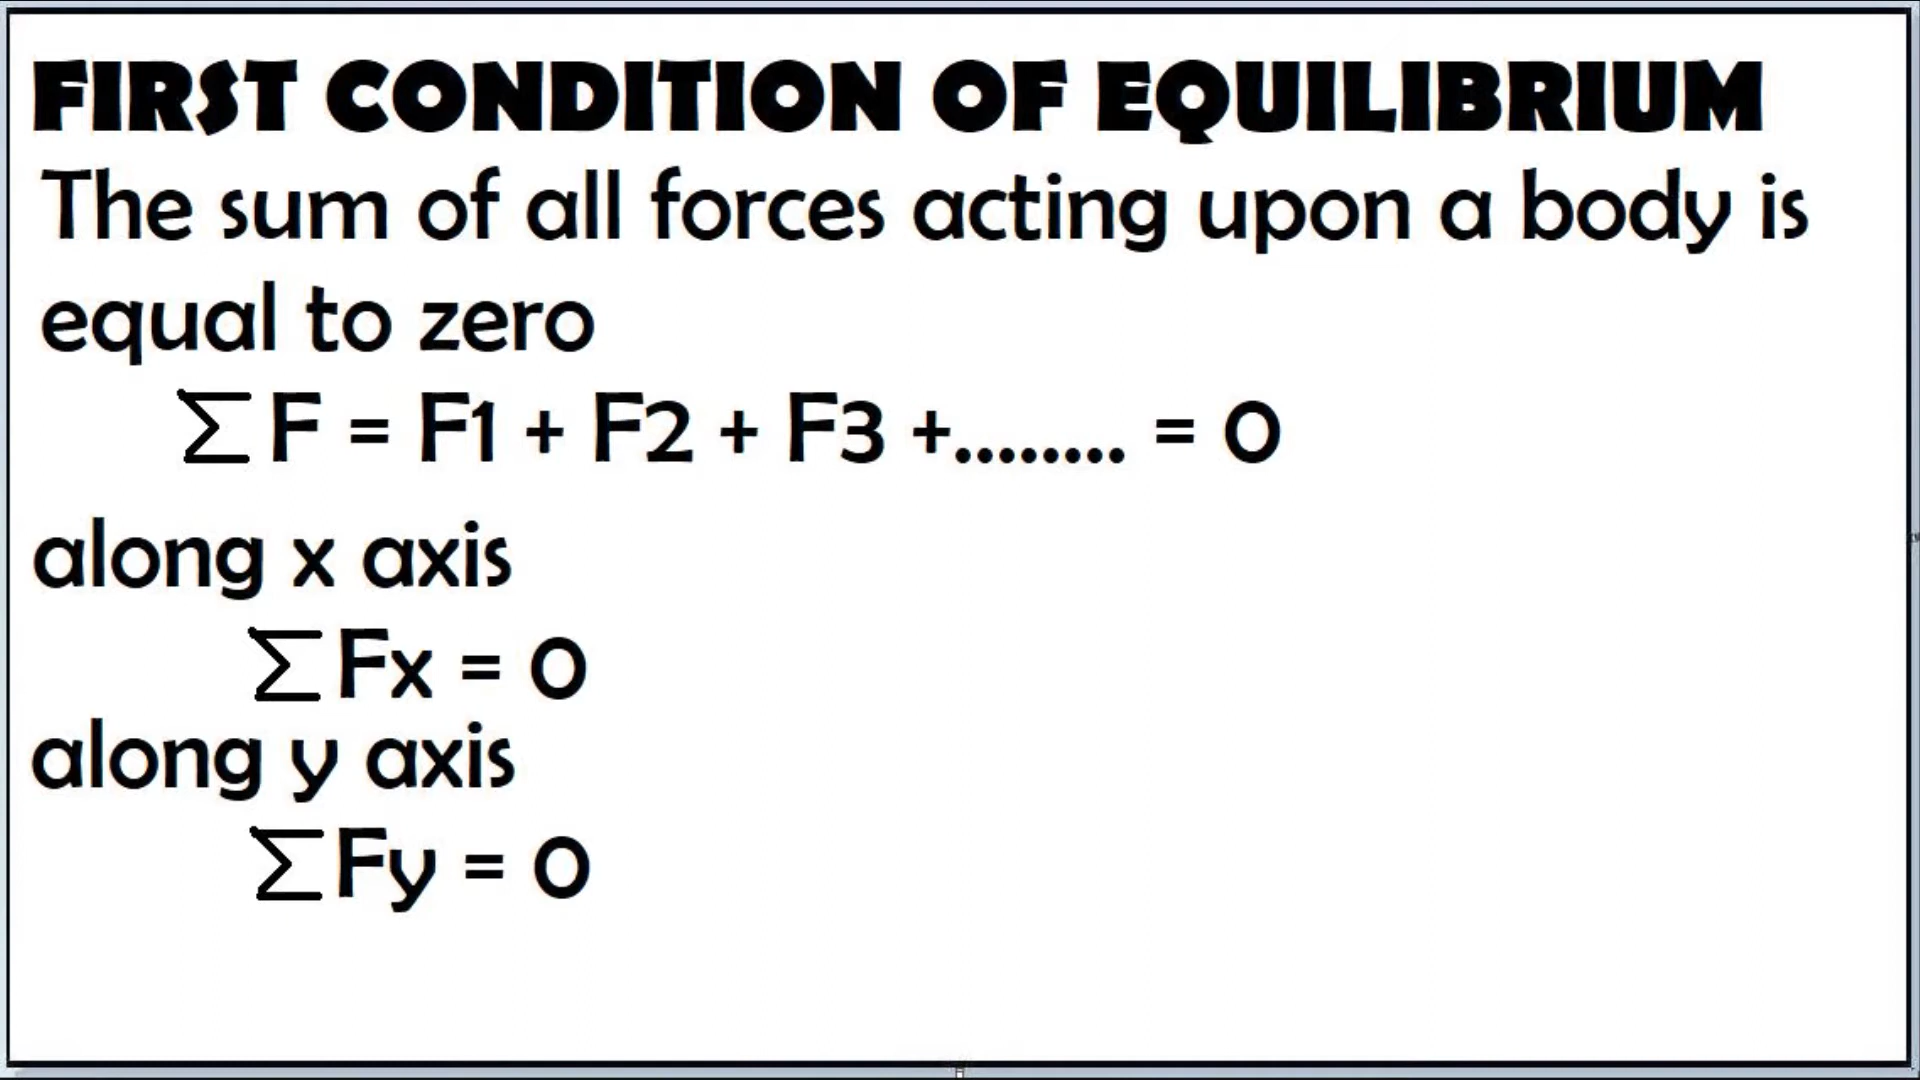 FIRST CONDITION OF EQUILIBRIUM
The sum of all forces acting upon a body is
equal to zero
∑ F = F1 + F2 + F3 +........ = 0
along x axis
∑ Fx = 0
along y axis
∑ Fy = 0